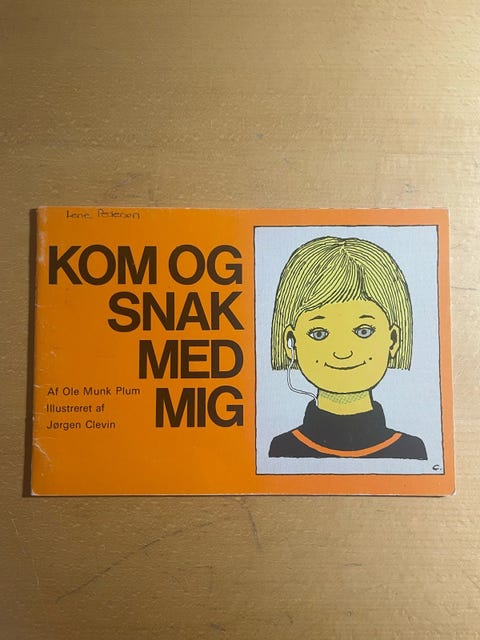 Lene Pedersen
KOM OG
SNAK
MED
MIG
Af Ole Munk Plum
Illustreret af
Jørgen Clevin
C.